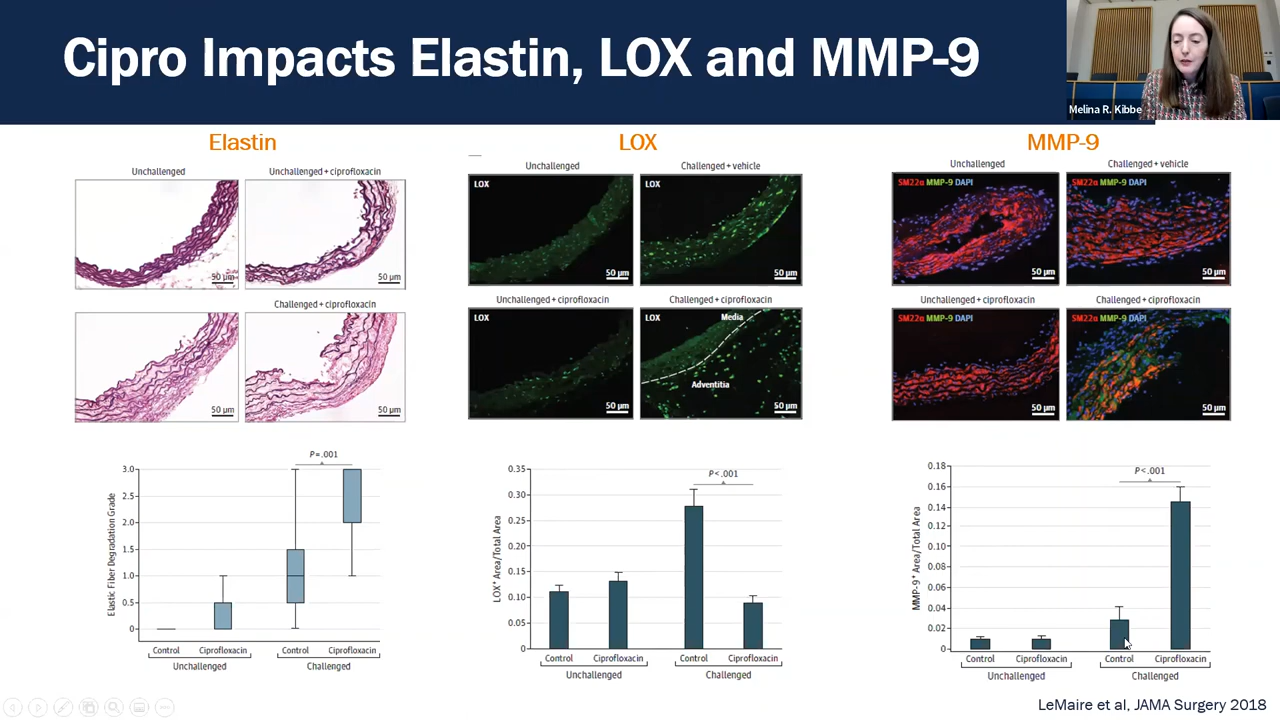 Cipro Impacts Elastin, LOX and MMP-9
Melina R. Kibbe
Elastin
Unchallenged
Unchallenged + ciprofloxacin
50 µm
50 µm
Challenged + ciprofloxacin
50 µm
50 µm
P = .001
Elastic Fiber Degradation Grade
3.0
2.5
2.0
1.5
1.0
0.5
0
Control
Ciprofloxacin
Control
Ciprofloxacin
Unchallenged
Challenged
LOX
Unchallenged
Challenged + vehicle
LOX
50 µm
LOX
50 µm
Unchallenged + ciprofloxacin
Challenged + ciprofloxacin
LOX
50 µm
LOX
Media
Adventitia
50 µm
P < .001
LOX+ Area/Total Area
0.35
0.30
0.25
0.20
0.15
0.10
0.05
0
Control
Ciprofloxacin
Control
Ciprofloxacin
Unchallenged
Challenged
MMP-9
Unchallenged
Challenged + vehicle
SM22α MMP-9 DAPI
50 µm
SM22α MMP-9 DAPI
50 µm
Unchallenged + ciprofloxacin
Challenged + ciprofloxacin
SM22α MMP-9 DAPI
50 µm
SM22α MMP-9 DAPI
50 µm
P < .001
MMP-9+ Area/Total Area
0.18
0.16
0.14
0.12
0.10
0.08
0.06
0.04
0.02
0
Control
Ciprofloxacin
Control
Ciprofloxacin
Unchallenged
Challenged
LeMaire et al, JAMA Surgery 2018